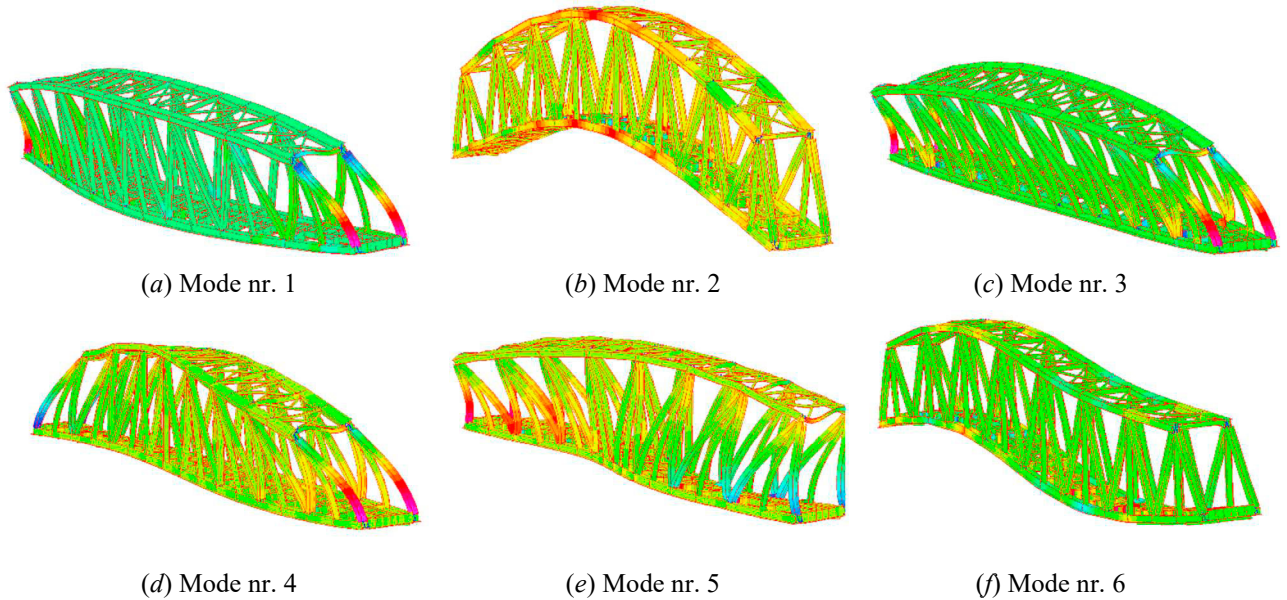 (a) Mode nr. 1
(b) Mode nr. 2
(c) Mode nr. 3
(d) Mode nr. 4
(e) Mode nr. 5
(f) Mode nr. 6